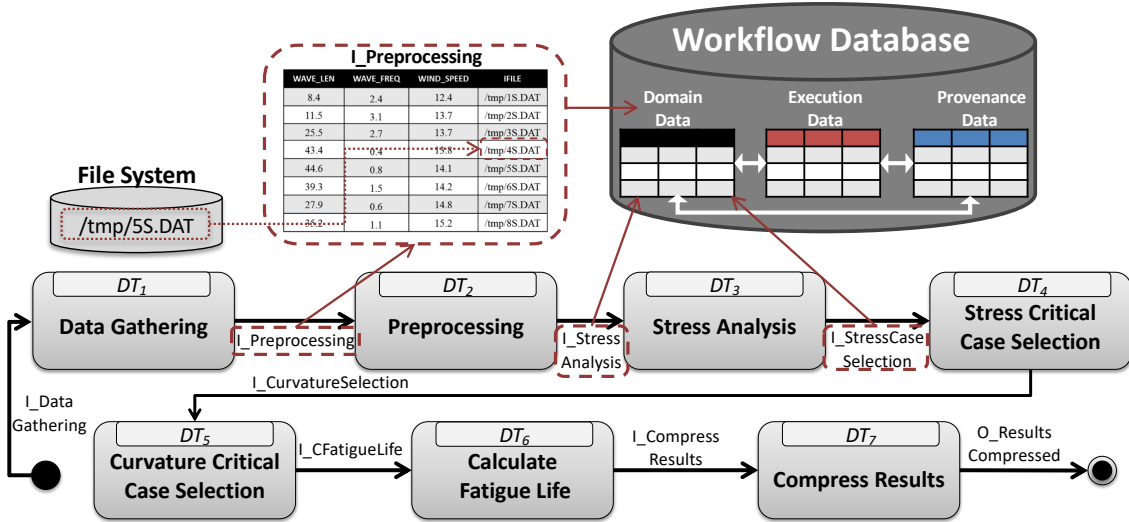 Workflow Database
I_Preprocessing
WAVE_LEN WAVE_FREQ WIND_SPEED IFILE
8.4 2.4 12.4 /tmp/1S.DAT
11.5 3.1 13.7 /tmp/2S.DAT
25.5 2.7 13.7 /tmp/3S.DAT
43.4 0.4 15.8 /tmp/4S.DAT
44.6 0.8 14.1 /tmp/5S.DAT
39.3 1.5 14.2 /tmp/6S.DAT
27.9 0.6 14.8 /tmp/7S.DAT
35.2 1.1 15.2 /tmp/8S.DAT
Domain
Data
Execution
Data
Provenance
Data
File System
/tmp/5S.DAT
DT1
Data Gathering
I_Preprocessing
DT2
Preprocessing
I_Stress
Analysis
DT3
Stress Analysis
I_StressCase
Selection
DT4
Stress Critical
Case Selection
I_CurvatureSelection
I_Data
Gathering
DT5
Curvature Critical
Case Selection
I_CFatigueLife
DT6
Calculate
Fatigue Life
I_Compress
Results
DT7
Compress Results
O_Results
Compressed